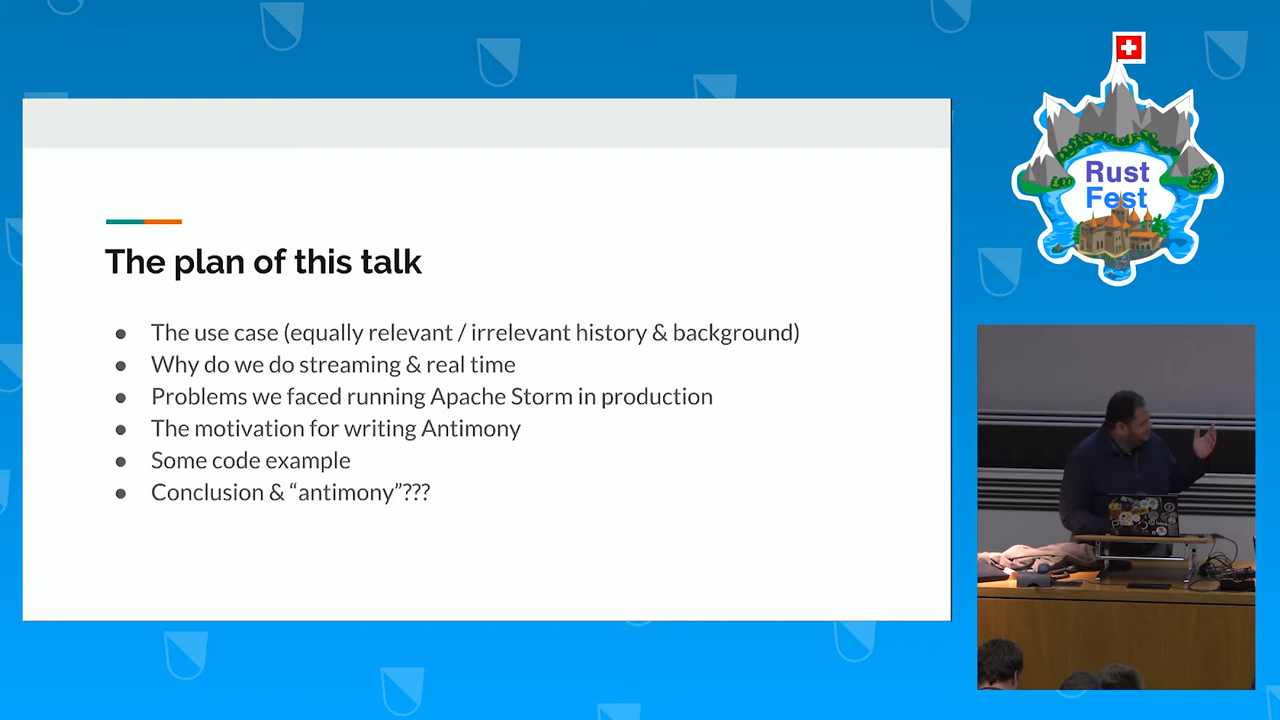 The plan of this talk
● The use case (equally relevant / irrelevant history & background)
● Why do we do streaming & real time
● Problems we faced running Apache Storm in production
● The motivation for writing Antimony
● Some code example
● Conclusion & “antimony”???
Rust
Fest